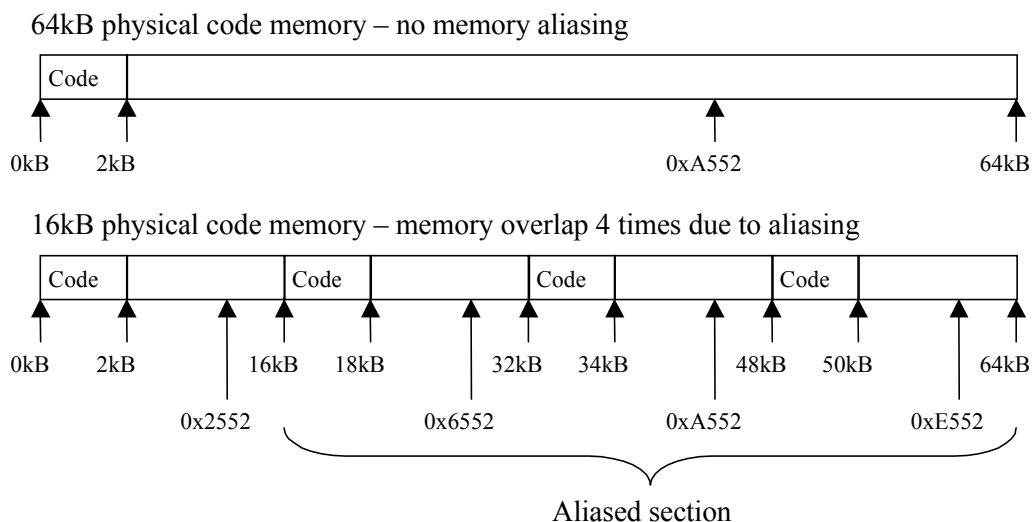 64kB physical code memory – no memory aliasing
Code
0kB 2kB 0xA552 64kB
16kB physical code memory – memory overlap 4 times due to aliasing
Code Code Code Code
0kB 2kB 16kB 18kB 32kB 34kB 48kB 50kB 64kB
0x2552 0x6552 0xA552 0xE552
Aliased section